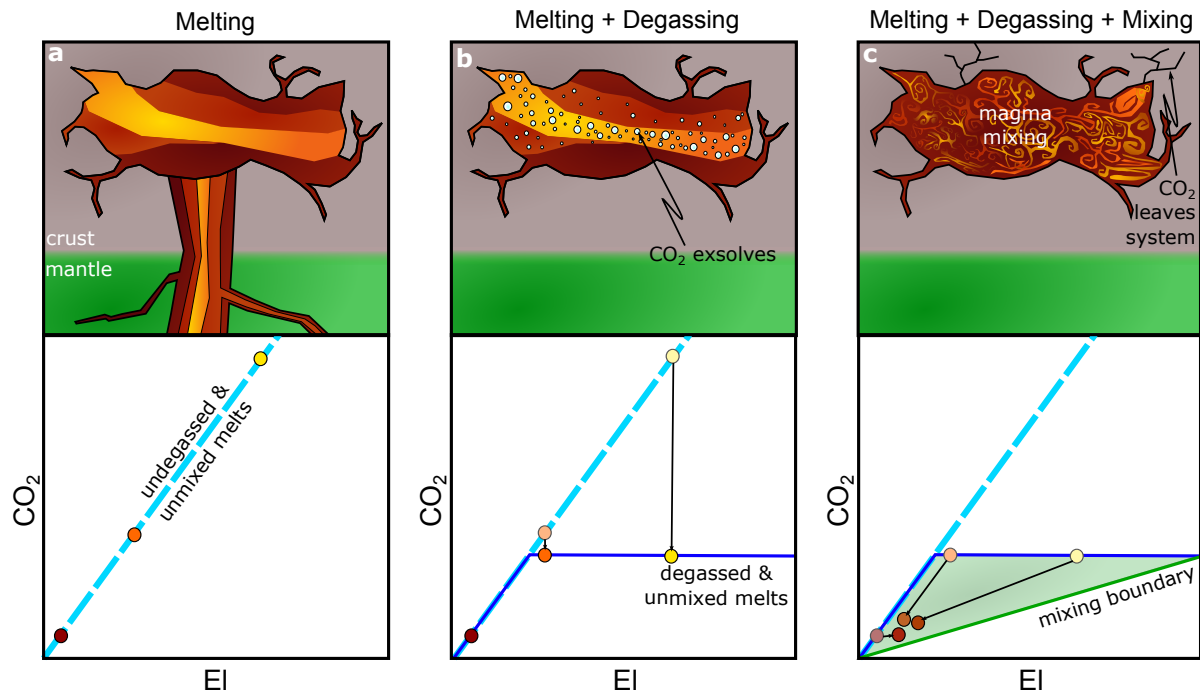 Melting
Melting + Degassing
Melting + Degassing + Mixing
a
crust
mantle
b
CO₂ exsolves
c
magma
mixing
CO₂
leaves
system
undegassed &
unmixed melts
CO₂
EI
degassed &
unmixed melts
CO₂
EI
mixing boundary
CO₂
EI